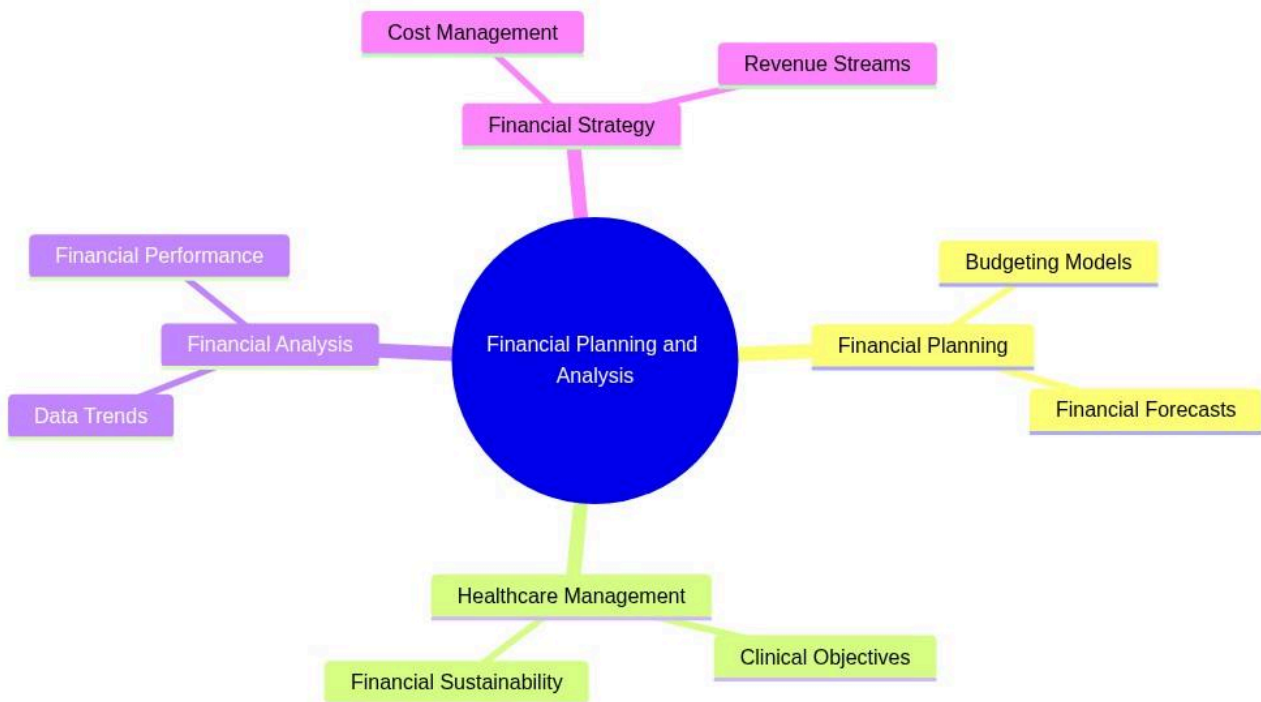 Cost Management
Revenue Streams
Financial Strategy
Financial Performance
Budgeting Models
Financial Analysis
Financial Planning and
Analysis
Financial Planning
Data Trends
Financial Forecasts
Healthcare Management
Clinical Objectives
Financial Sustainability